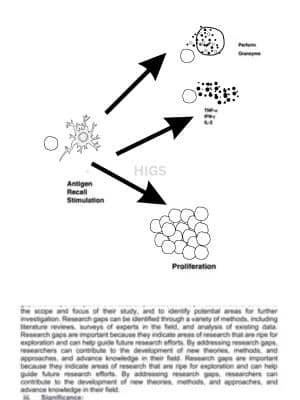 Perforin
Granzyme
TNF-α
IFN-γ
IL-2
HIGS
Antigen
Recall
Stimulation
Proliferation
the scope and focus of their study, and to identify potential areas for further
investigation. Research gaps can be identified through a variety of methods, including
literature reviews, surveys of experts in the field, and analysis of existing data.
Research gaps are important because they indicate areas of research that are ripe for
exploration and can help guide future research efforts. By addressing research gaps,
researchers can contribute to the development of new theories, methods, and
approaches, and advance knowledge in their field. Research gaps are important
because they indicate areas of research that are ripe for exploration and can help
guide future research efforts. By addressing research gaps, researchers can
contribute to the development of new theories, methods, and approaches, and
advance knowledge in their field.
iii. Significance: